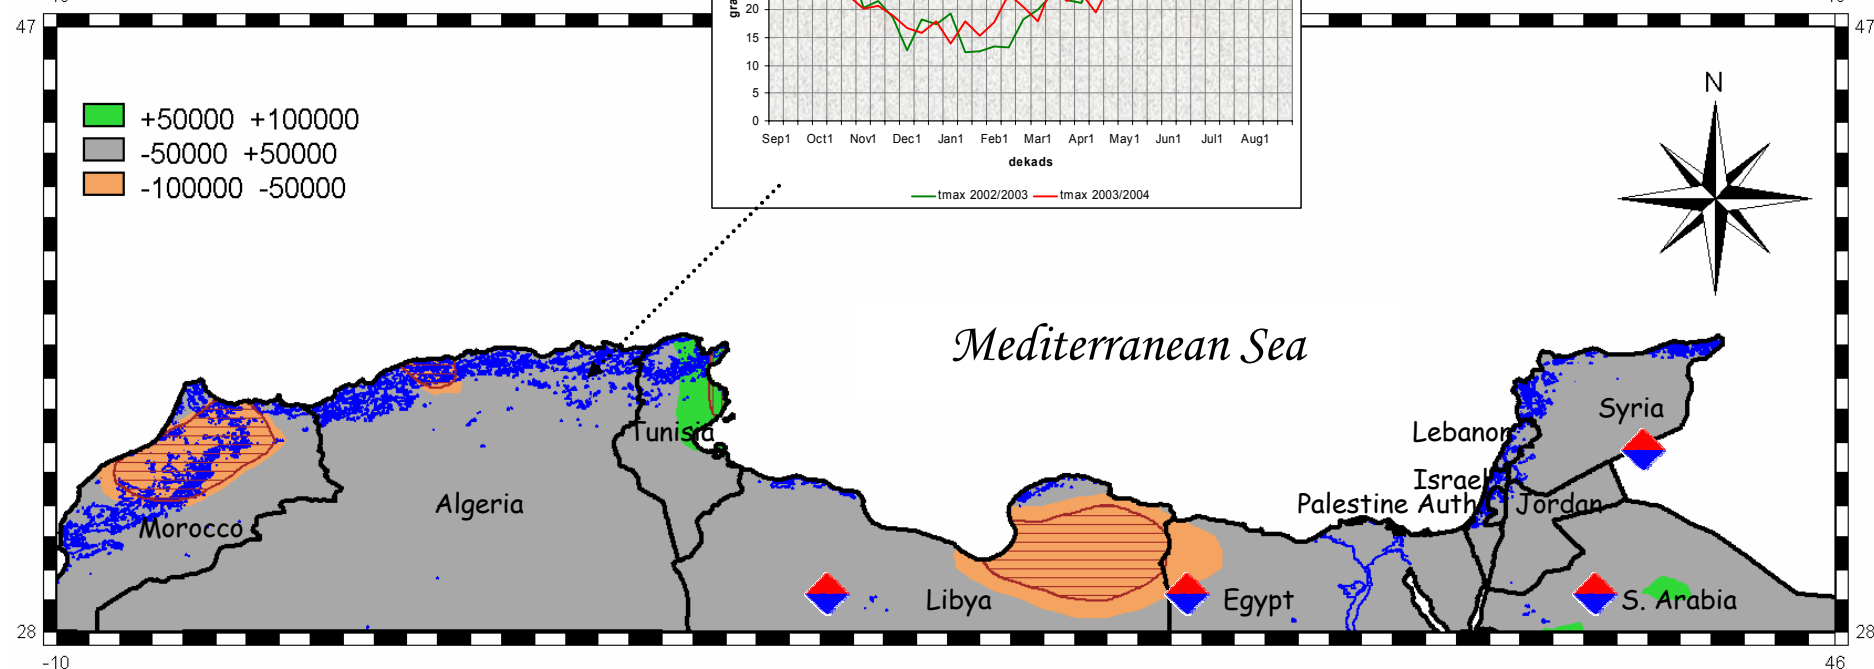 47
47
gra
20
15
10
5
0
Sep1 Oct1 Nov1 Dec1 Jan1 Feb1 Mar1 Apr1 May1 Jun1 Jul1 Aug1
dekads
tmax 2002/2003 tmax 2003/2004
+50000 +100000
-50000 +50000
-100000 -50000
N
Mediterranean Sea
Syria
Lebanon
Tunisia
Israel
Palestine Auth
Jordan
Algeria
Morocco
Libya
Egypt
S. Arabia
28
28
-10
46